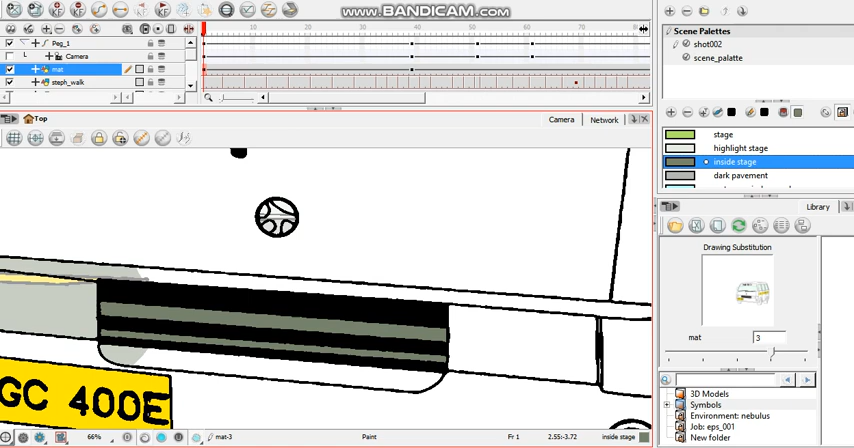 www.BANDICAM.com
10 20 30 40 50 60 70 80
Peg_1
Camera
mat
steph_walk
Top
Camera Network
GC 400E
66% mat-3 Paint Fr 1 2.55:-3.72 inside stage
Scene Palettes
shot002
scene_palatte
stage
highlight stage
inside stage
dark pavement
Library
Drawing Substitution
mat 3
3D Models
Symbols
Environment: nebulus
Job: eps_001
New folder